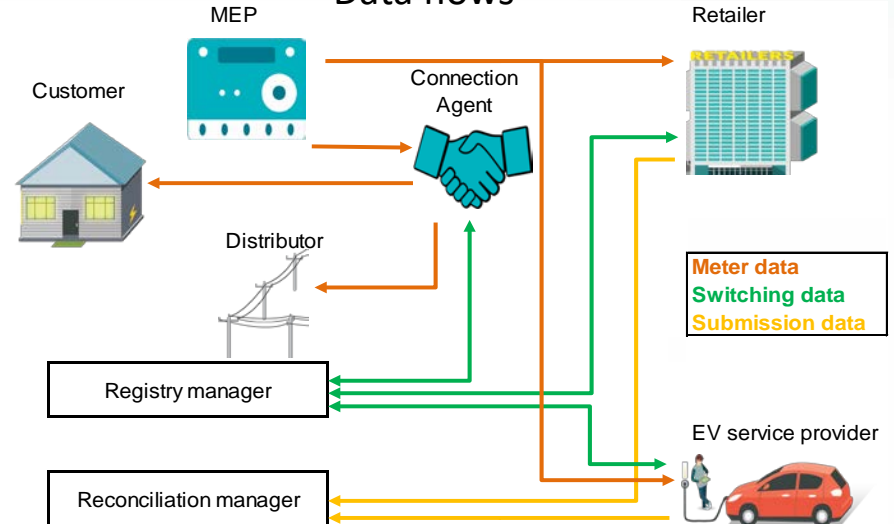 Data flows
MEP
Retailer
RETAILERS
Customer
Connection
Agent
Distributor
Meter data
Switching data
Submission data
Registry manager
EV service provider
Reconciliation manager